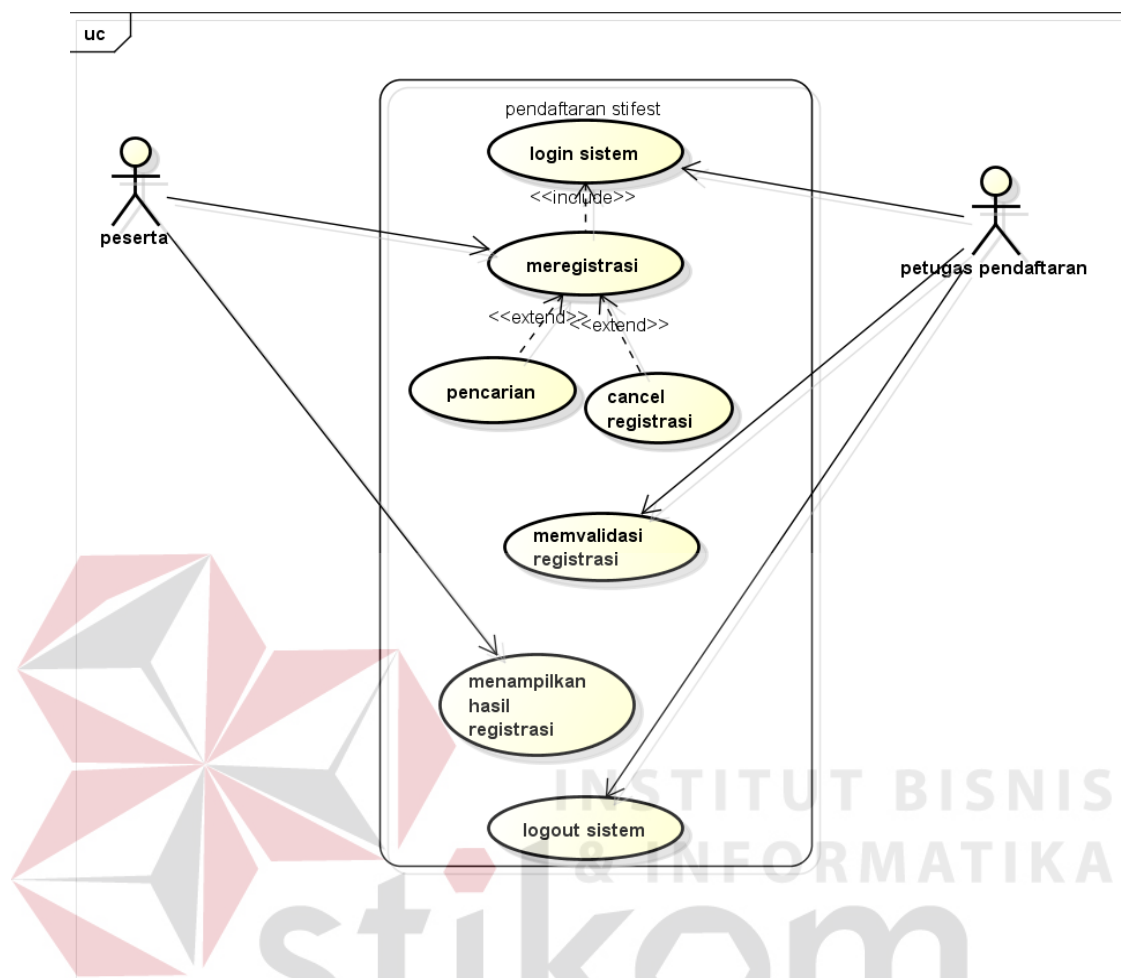 uc
pendaftaran stifest
login sistem
<<include>>
peserta
meregistrasi
petugas pendaftaran
<<extend>>
<<extend>>
pencarian
cancel
registrasi
memvalidasi
registrasi
menampilkan
hasil
registrasi
logout sistem
INSTITUT BISNIS
& INFORMATIKA
stikom